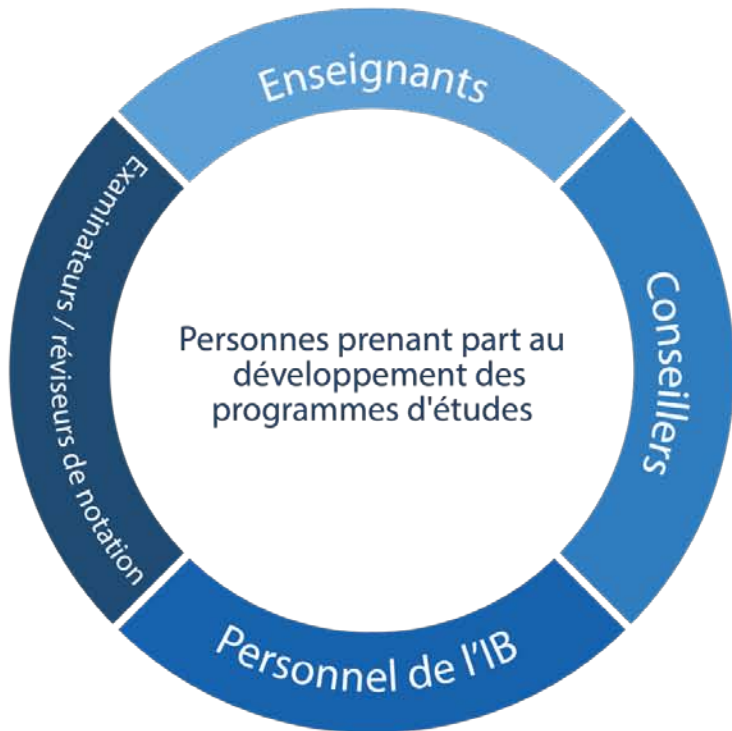 Enseignants
Conseillers
Personnel de l'IB
Examinateurs / réviseurs de notation
Personnes prenant part au
développement des
programmes d'études